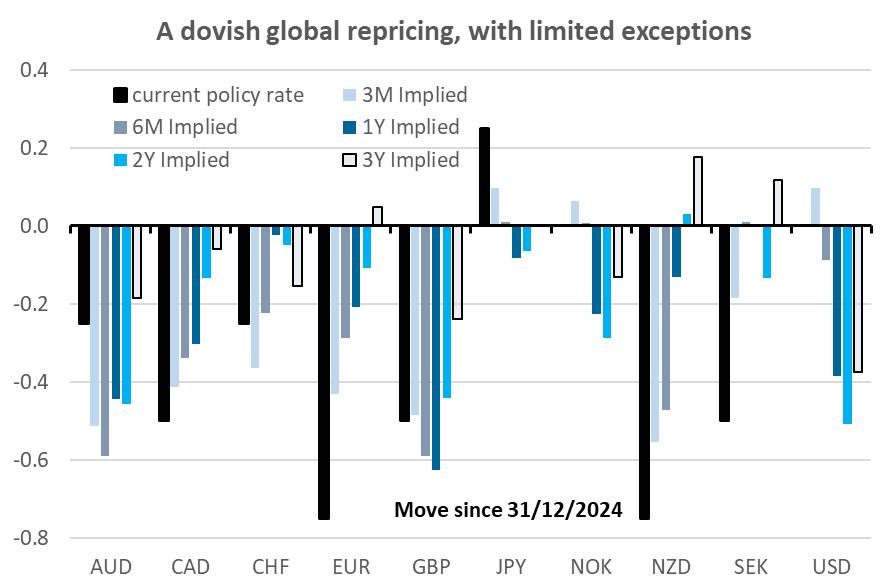 A dovish global repricing, with limited exceptions
0.4
current policy rate 3M Implied
6M Implied 1Y Implied
0.2
2Y Implied 3Y Implied
0.0
-0.2
-0.4
-0.6
Move since 31/12/2024
-0.8
AUD CAD CHF EUR GBP JPY NOK NZD SEK USD